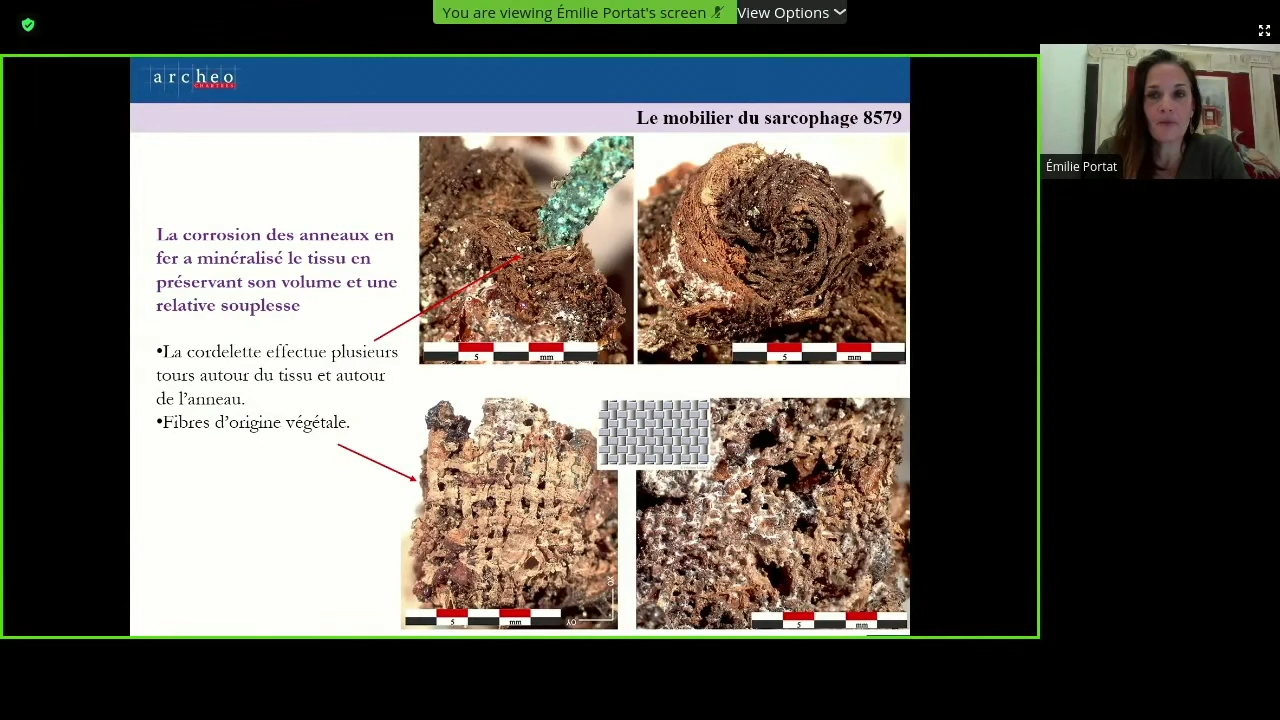 You are viewing Émilie Portat's screen
View Options
archeo
CHARTRES
Le mobilier du sarcophage 8579
La corrosion des anneaux en
fer a minéralisé le tissu en
préservant son volume et une
relative souplesse
•La cordelette effectue plusieurs
tours autour du tissu et autour
de l'anneau.
•Fibres d'origine végétale.
5 mm
5 mm
5 mm
5 mm
Émilie Portat